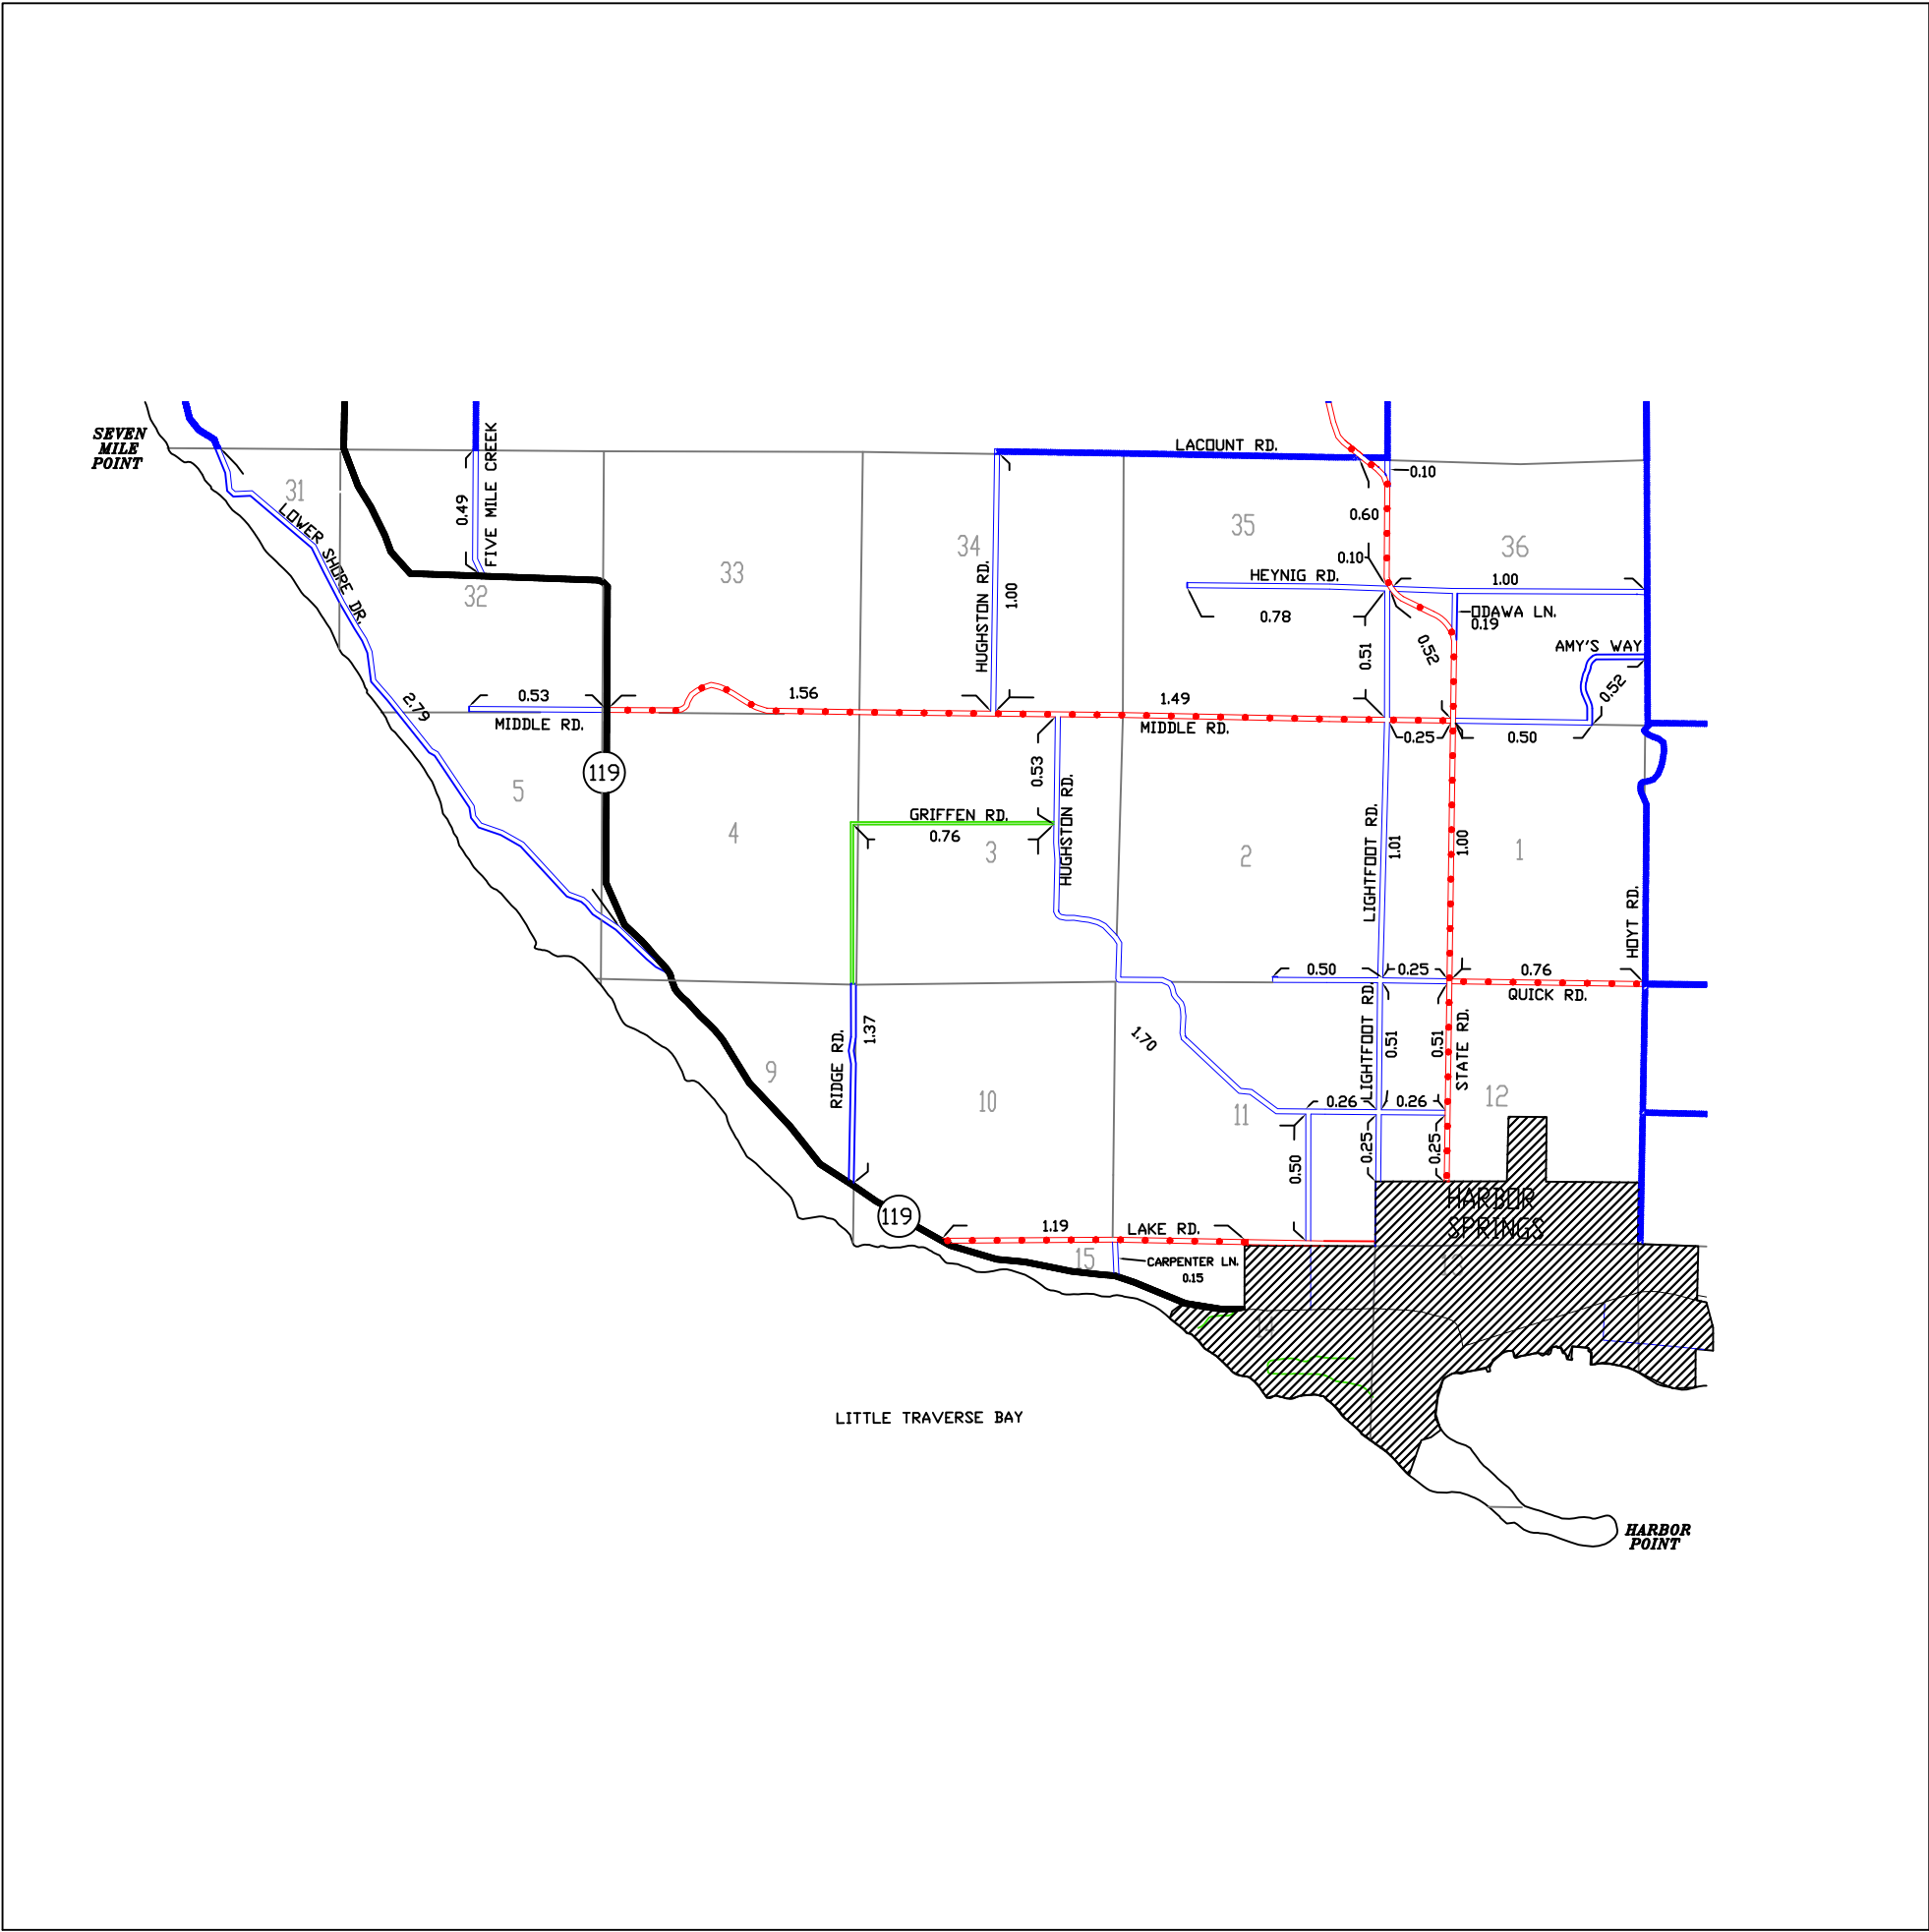 SEVEN
MILE
POINT
31
LOWER SHORE DR.
2.79
0.49
FIVE MILE CREEK
32
33
34
HUGHSTON RD.
1.00
LACOUNT RD.
35
0.10
0.60
0.10
36
HEYNIG RD.
0.78
1.00
ODAWA LN.
0.19
0.51
0.52
AMY'S WAY
0.52
0.53
MIDDLE RD.
1.56
1.49
MIDDLE RD.
0.25
0.50
119
5
4
0.53
HUGHSTON RD.
GRIFFEN RD.
0.76
3
2
LIGHTFOOT RD.
1.01
1.00
1
HOYT RD.
0.50
0.25
0.76
QUICK RD.
9
RIDGE RD.
1.37
10
1.70
11
LIGHTFOOT RD.
0.51
0.51
STATE RD.
12
0.26
0.26
0.50
0.25
0.25
119
1.19
LAKE RD.
15
CARPENTER LN.
0.15
HARBOR
SPRINGS
13
14
LITTLE TRAVERSE BAY
HARBOR
POINT